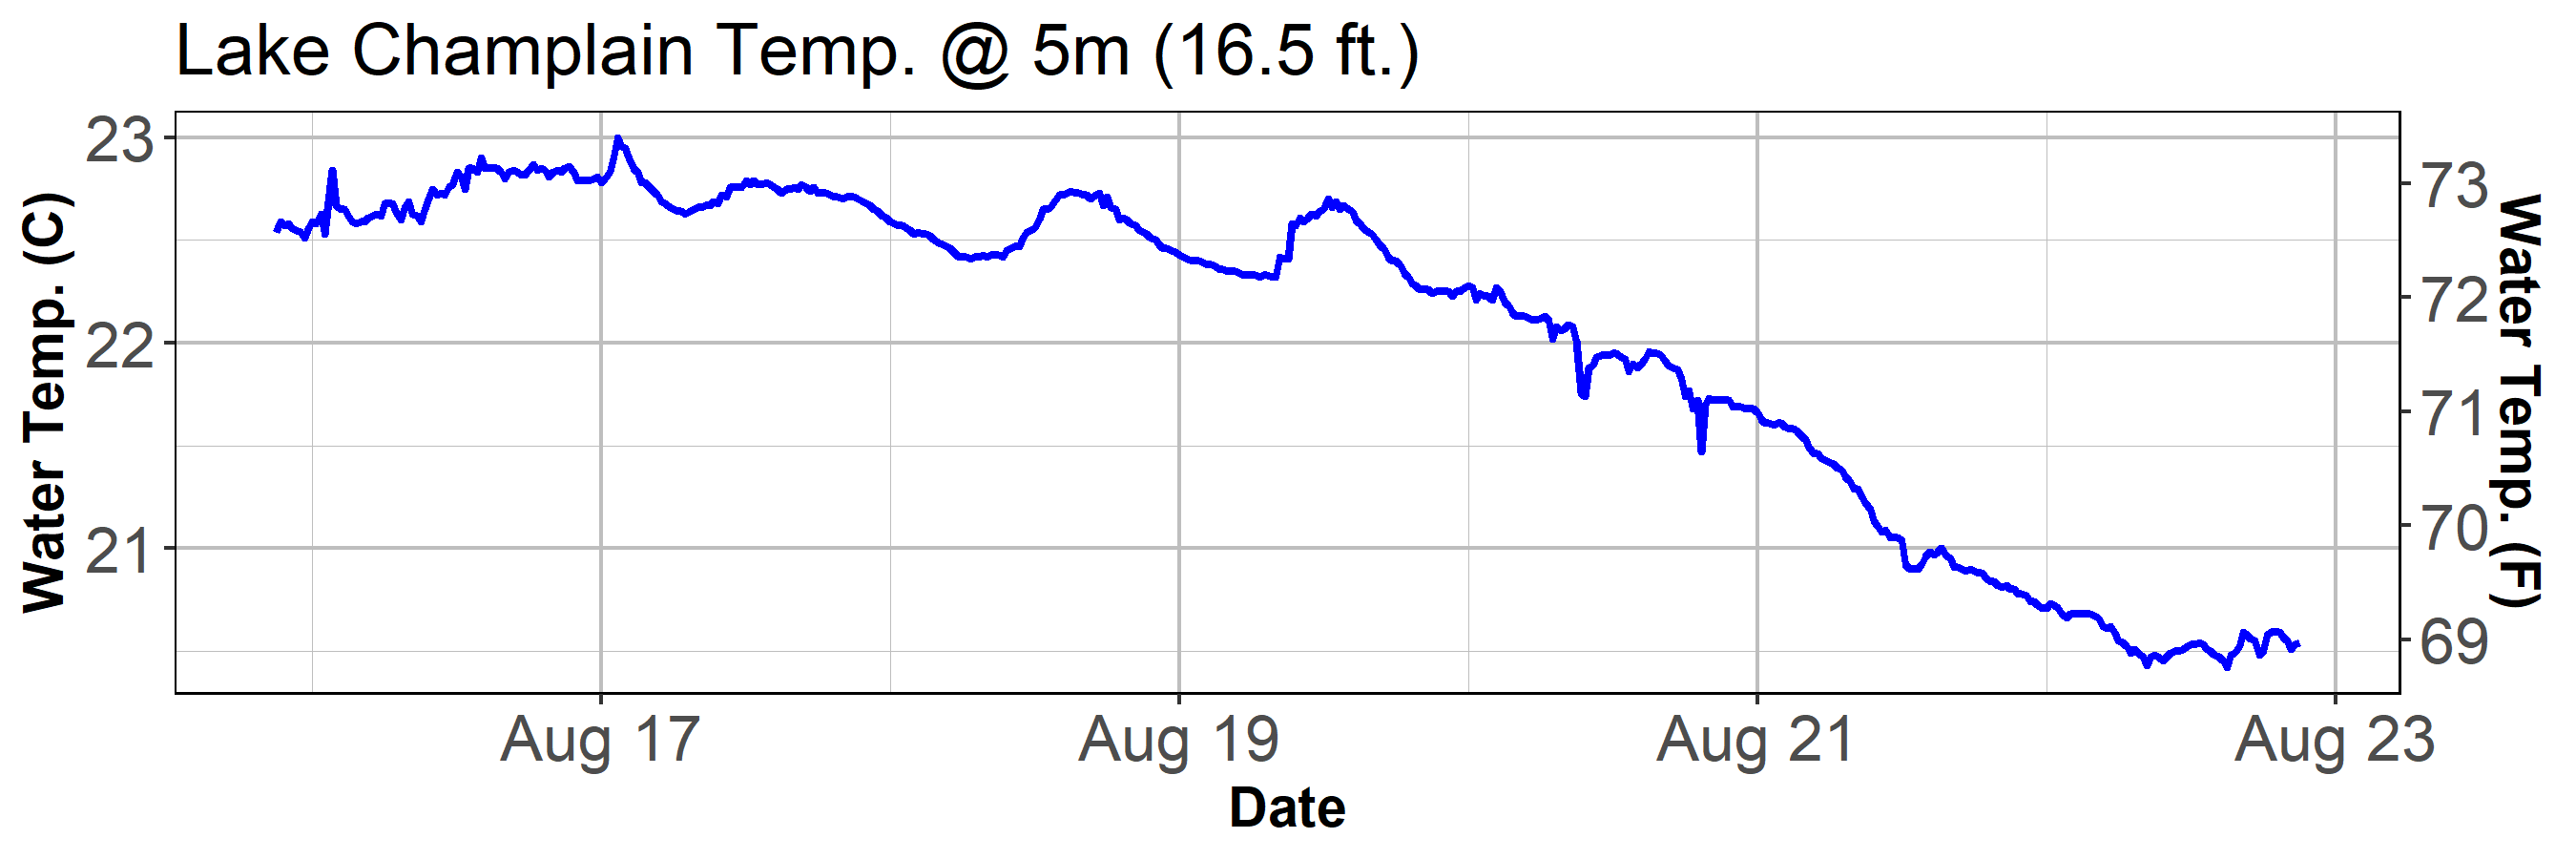 Lake Champlain Temp. @ 5m (16.5 ft.)
Water Temp. (C)
23
22
21
73
72
71
70
69
Water Temp. (F)
Aug 17 Aug 19 Aug 21 Aug 23
Date